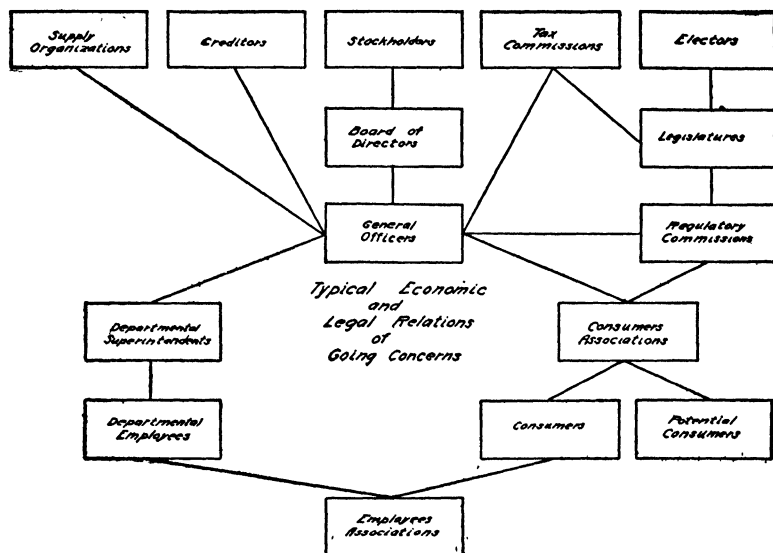 Supply
Organizations
Creditors
Stockholders
Tax
Commissions
Electors
Board of
Directors
Legislatures
General
Officers
Regulatory
Commissions
Typical Economic
and
Legal Relations
of
Going Concerns
Departmental
Superintendents
Consumers
Associations
Departmental
Employees
Consumers
Potential
Consumers
Employees
Associations